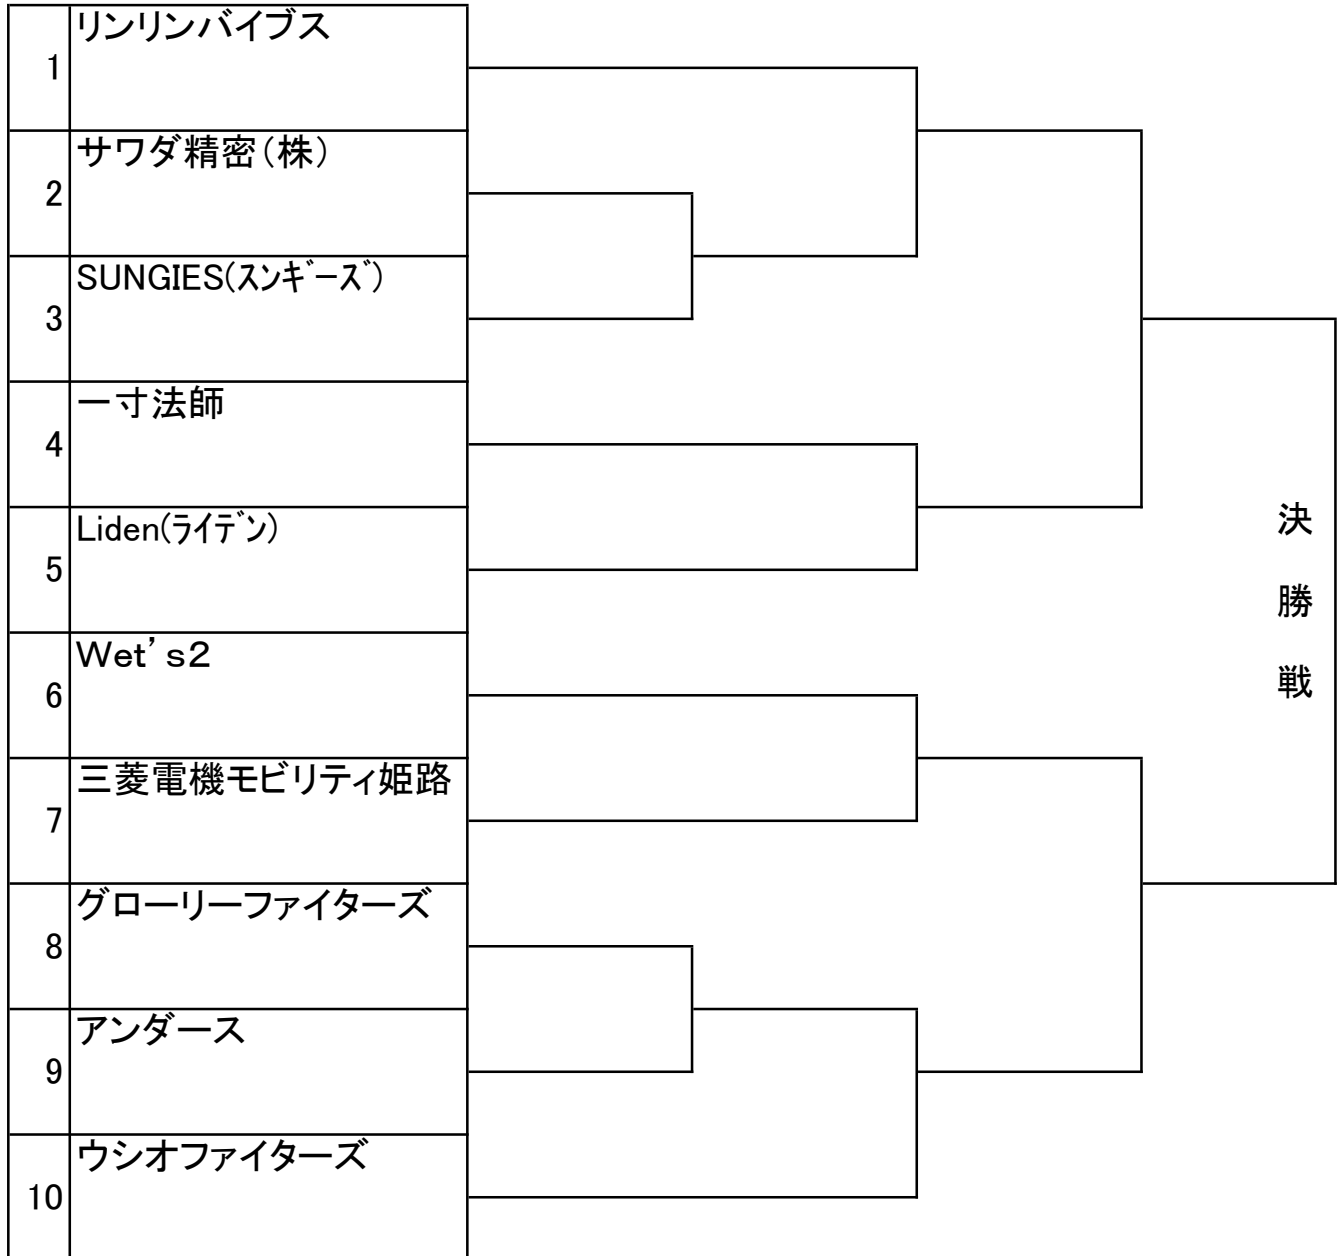 1 リンリンバイブス
2 サワダ精密(株)
3 SUNGIES(スンギーズ)
4 一寸法師
5 Liden(ライデン)
6 Wet’s2
7 三菱電機モビリティ姫路
8 グローリーファイターズ
9 アンダース
10 ウシオファイターズ
決
勝
戦